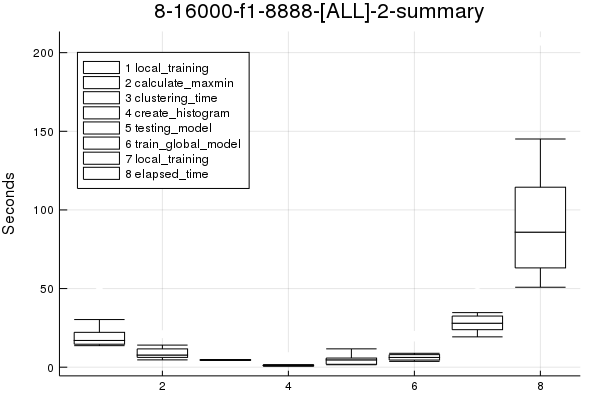 8-16000-f1-8888-[ALL]-2-summary
200
150
100
50
0
Seconds
1 local_training
2 calculate_maxmin
3 clustering_time
4 create_histogram
5 testing_model
6 train_global_model
7 local_training
8 elapsed_time
2 4 6 8